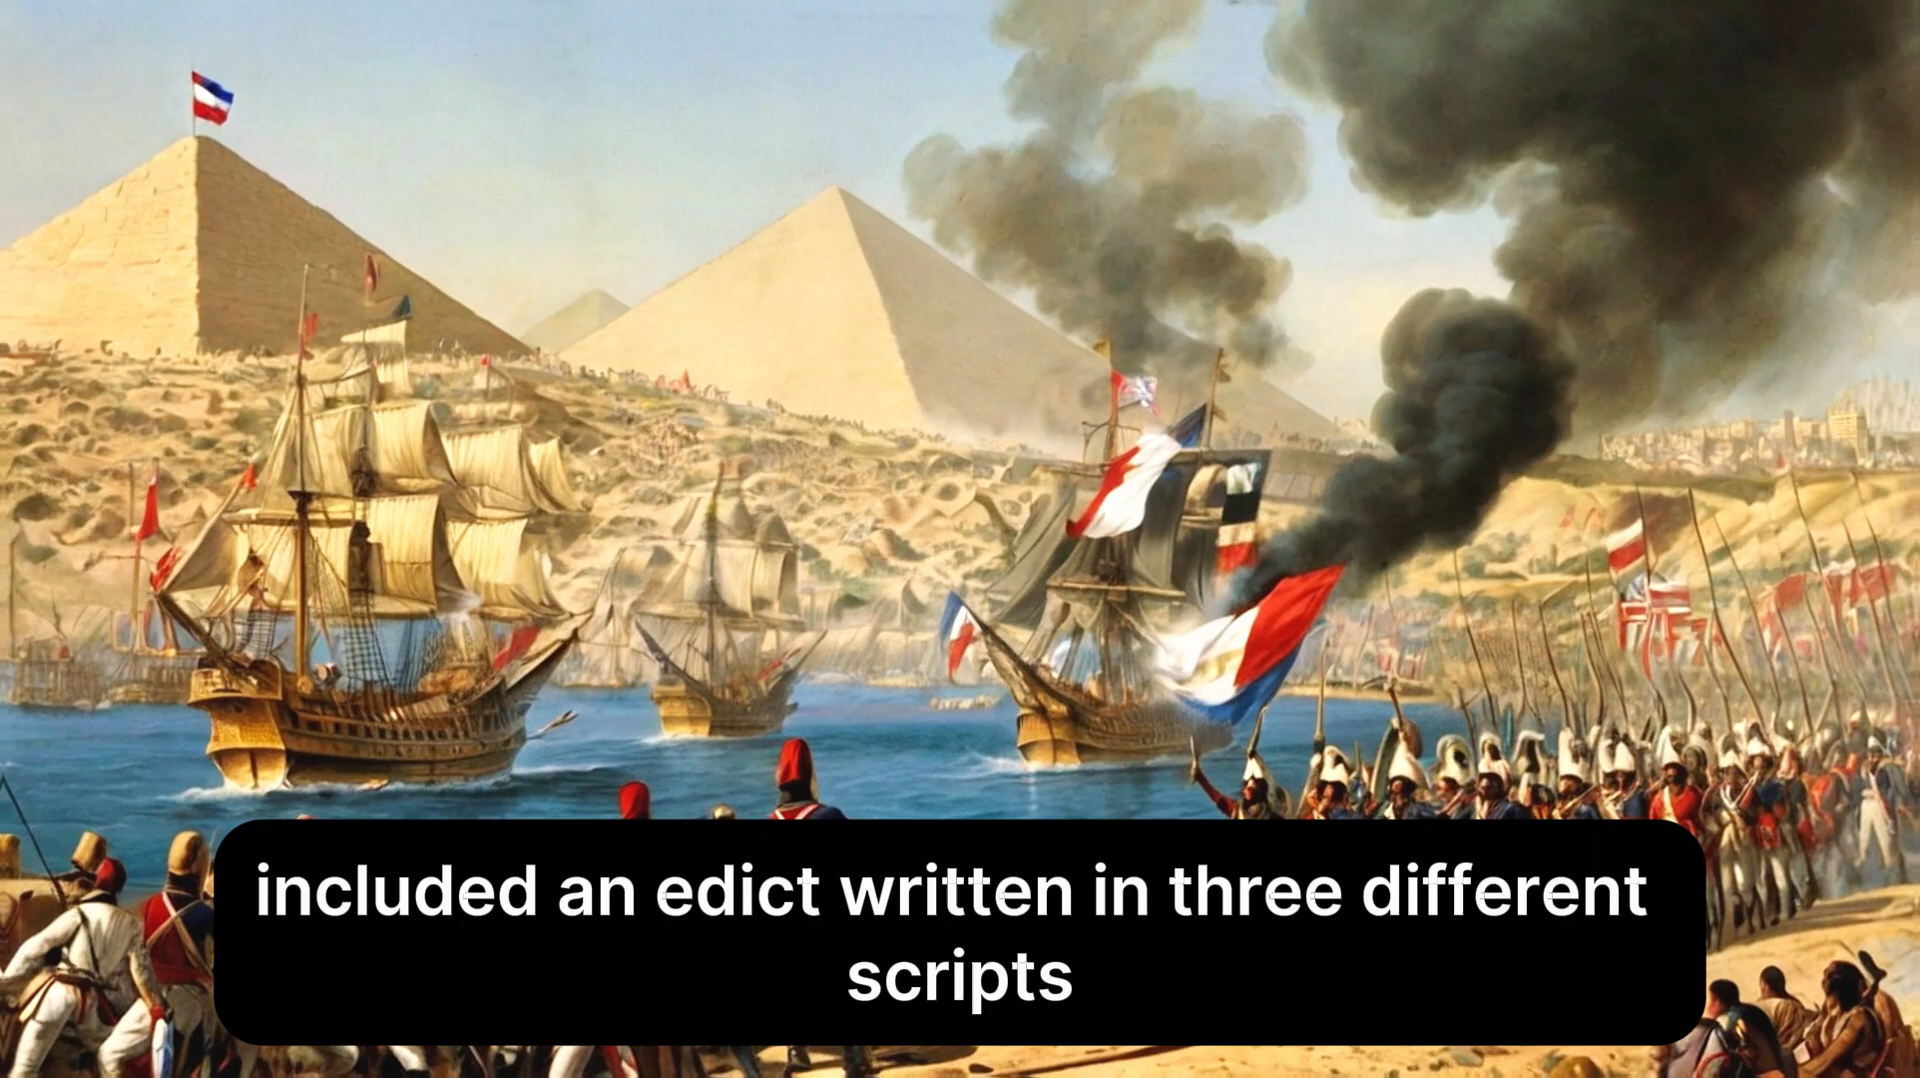 included an edict written in three different
scripts